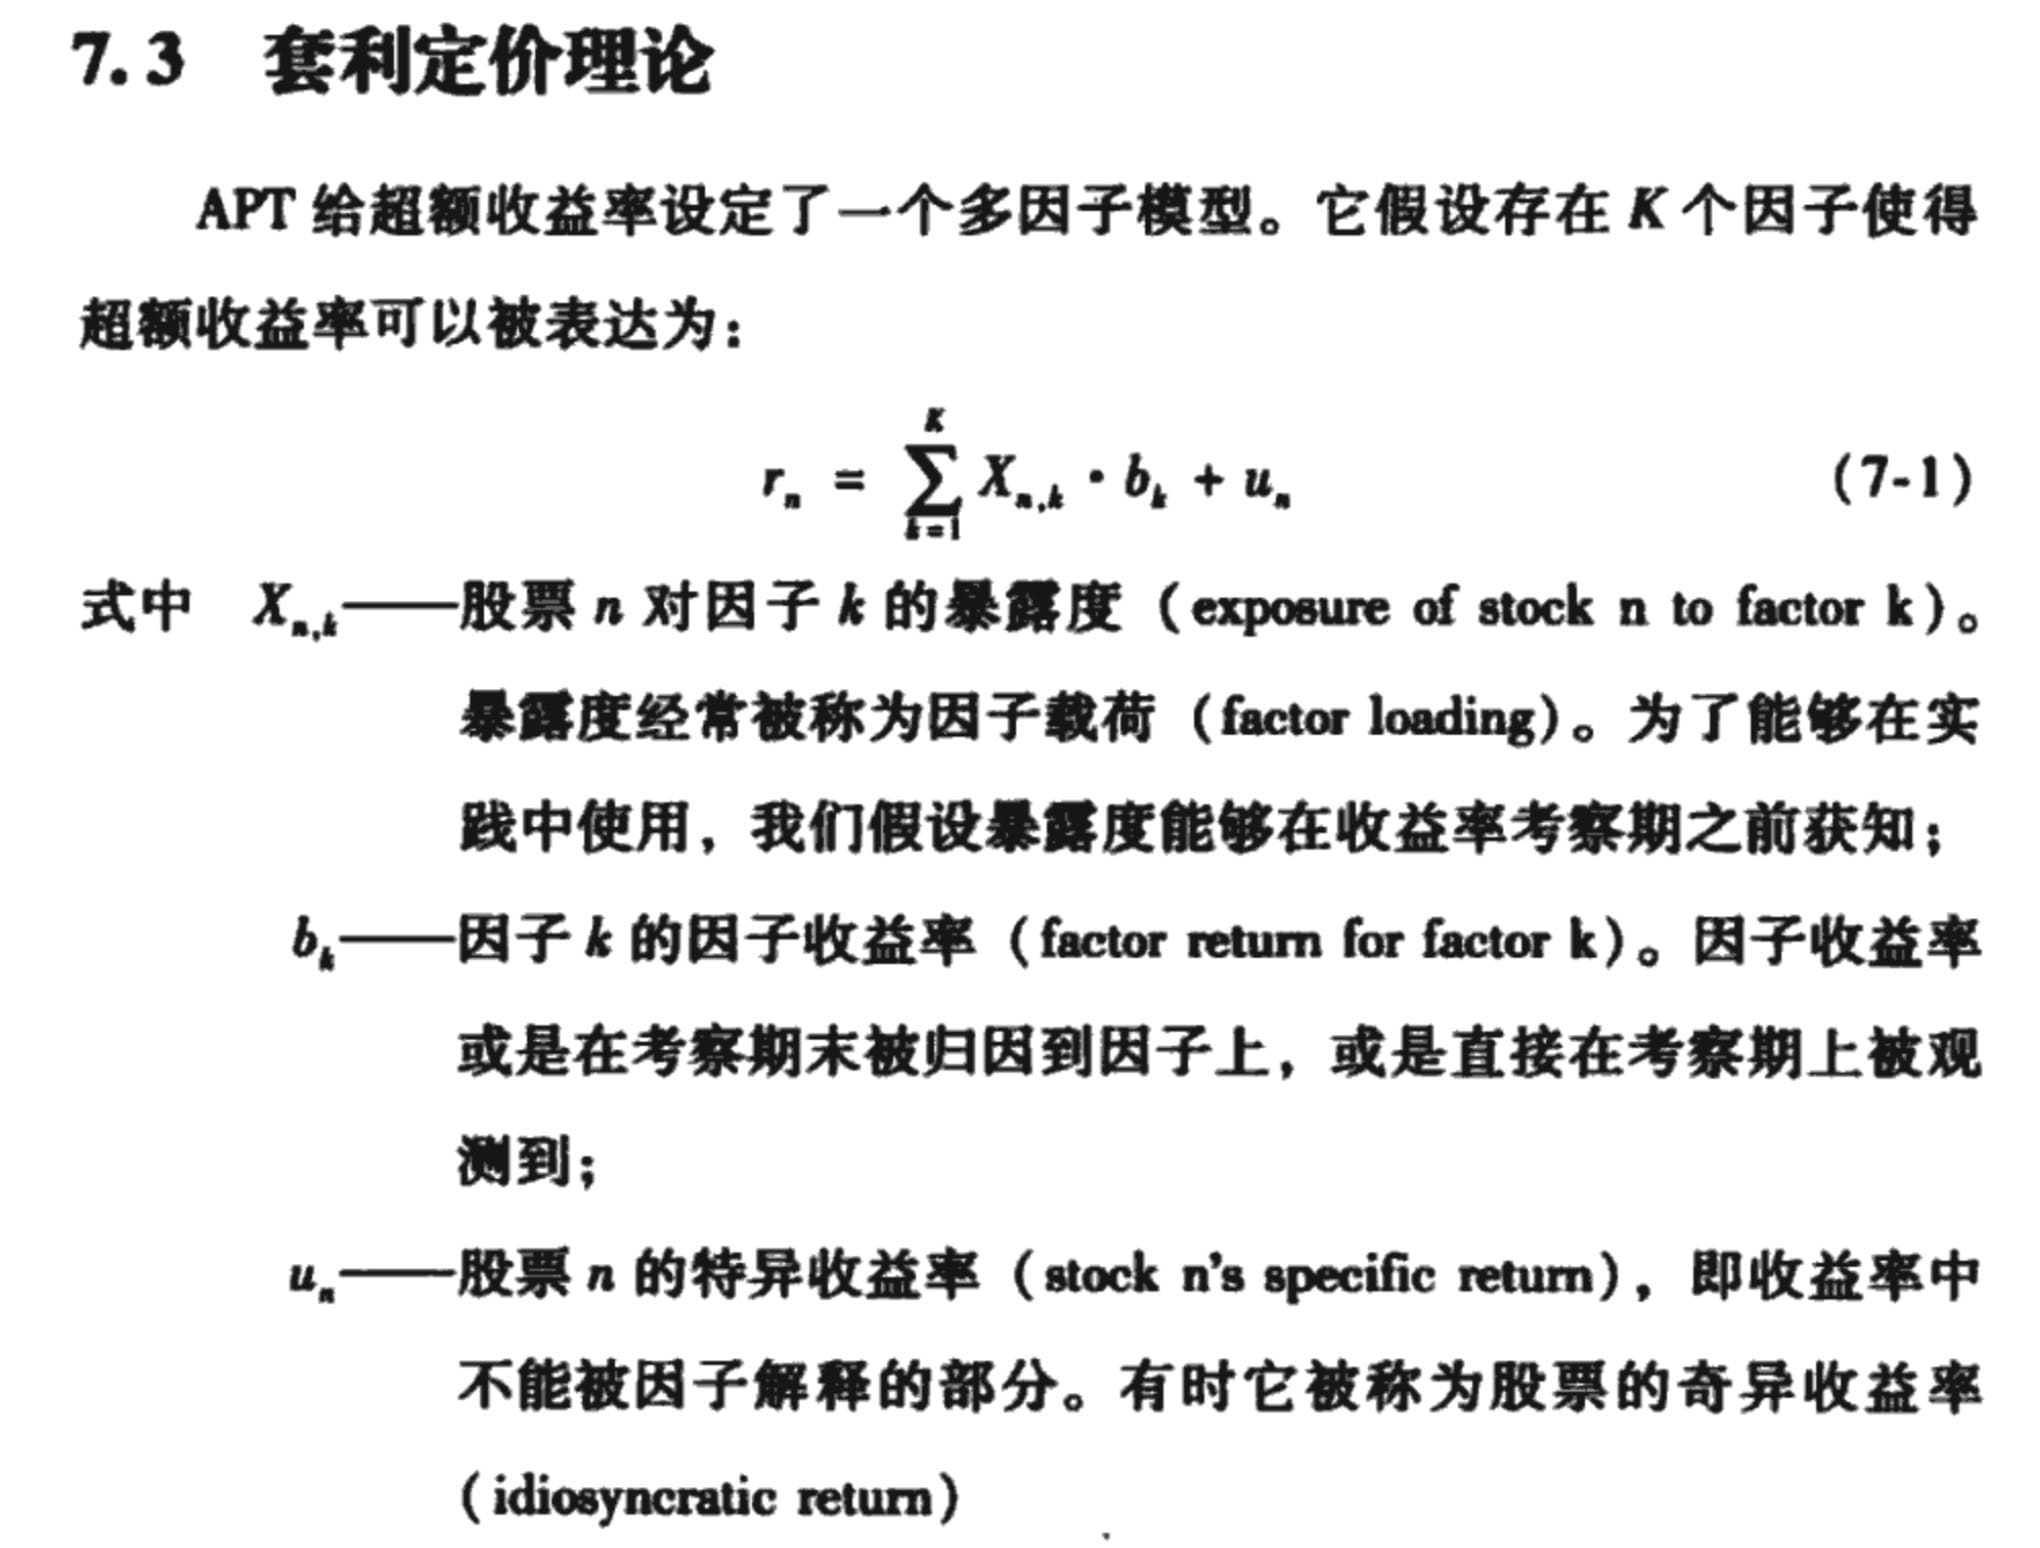 7.3 套利定价理论
APT 给超额收益率设定了一个多因子模型。它假设存在 K 个因子使得
超额收益率可以被表达为：
r_n = \sum_{k=1}^{K} X_{n,k} · b_k + u_n (7-1)
式中 X_{n,k}——股票 n 对因子 k 的暴露度（exposure of stock n to factor k）。
暴露度经常被称为因子载荷（factor loading）。为了能够在实
践中使用，我们假设暴露度能够在收益率考察期之前获知；
b_k——因子 k 的因子收益率（factor return for factor k）。因子收益率
或是在考察期末被归因到因子上，或是直接在考察期上被观
测到；
u_n——股票 n 的特异收益率（stock n’s specific return），即收益率中
不能被因子解释的部分。有时它被称为股票的奇异收益率
（idiosyncratic return）